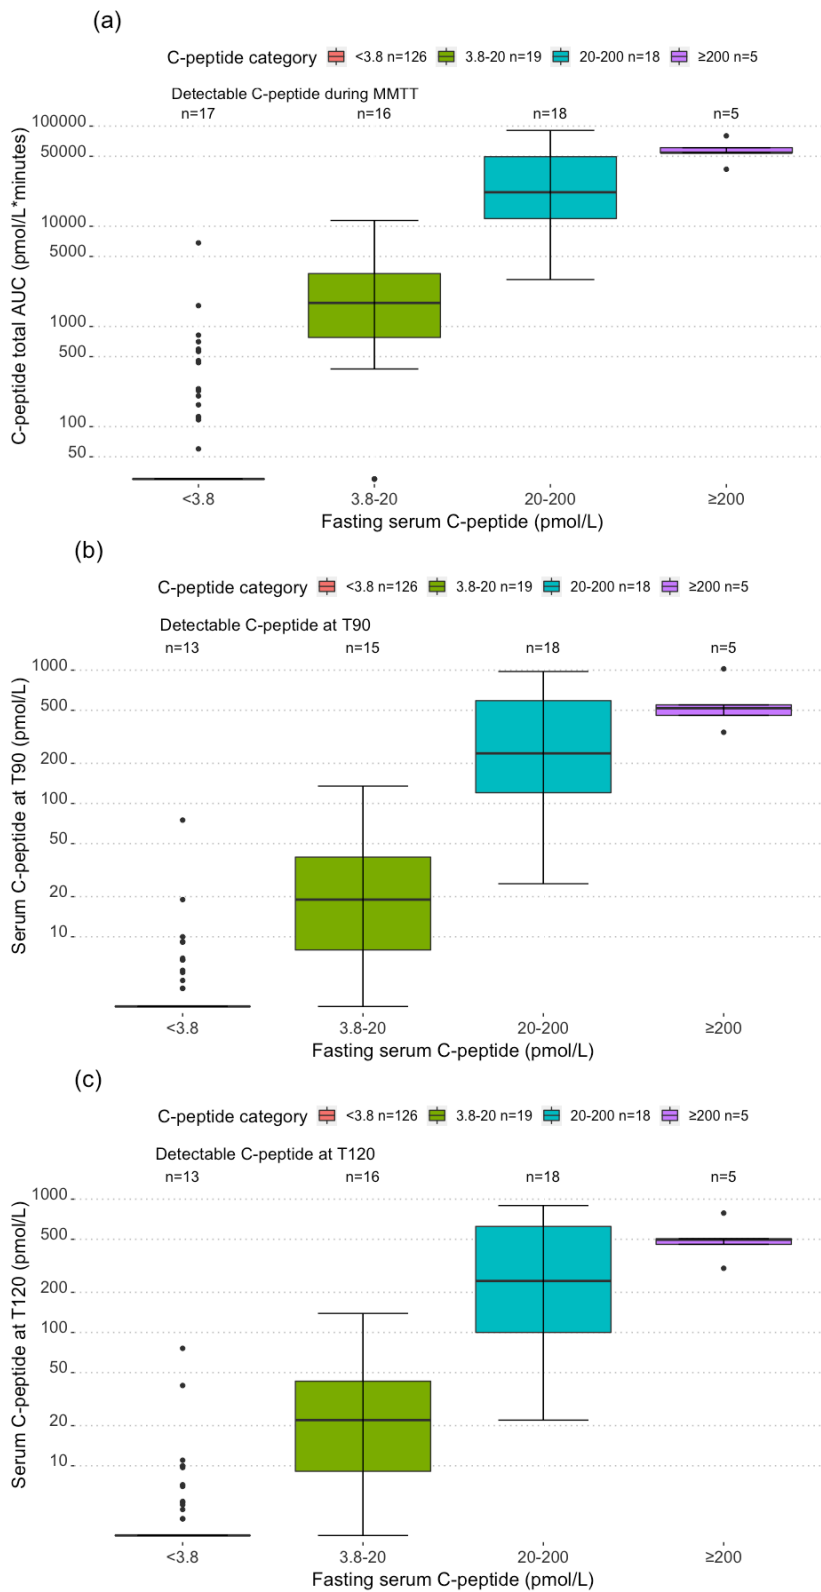 (a)
C-peptide category <3.8 n=126 3.8-20 n=19 20-200 n=18 ≥200 n=5
Detectable C-peptide during MMTT
n=17 n=16 n=18 n=5
C-peptide total AUC (pmol/L*minutes)
100000
50000
10000
5000
1000
500
100
50
<3.8 3.8-20 20-200 ≥200
Fasting serum C-peptide (pmol/L)
(b)
C-peptide category <3.8 n=126 3.8-20 n=19 20-200 n=18 ≥200 n=5
Detectable C-peptide at T90
n=13 n=15 n=18 n=5
Serum C-peptide at T90 (pmol/L)
1000
500
200
100
50
20
10
<3.8 3.8-20 20-200 ≥200
Fasting serum C-peptide (pmol/L)
(c)
C-peptide category <3.8 n=126 3.8-20 n=19 20-200 n=18 ≥200 n=5
Detectable C-peptide at T120
n=13 n=16 n=18 n=5
Serum C-peptide at T120 (pmol/L)
1000
500
200
100
50
20
10
<3.8 3.8-20 20-200 ≥200
Fasting serum C-peptide (pmol/L)